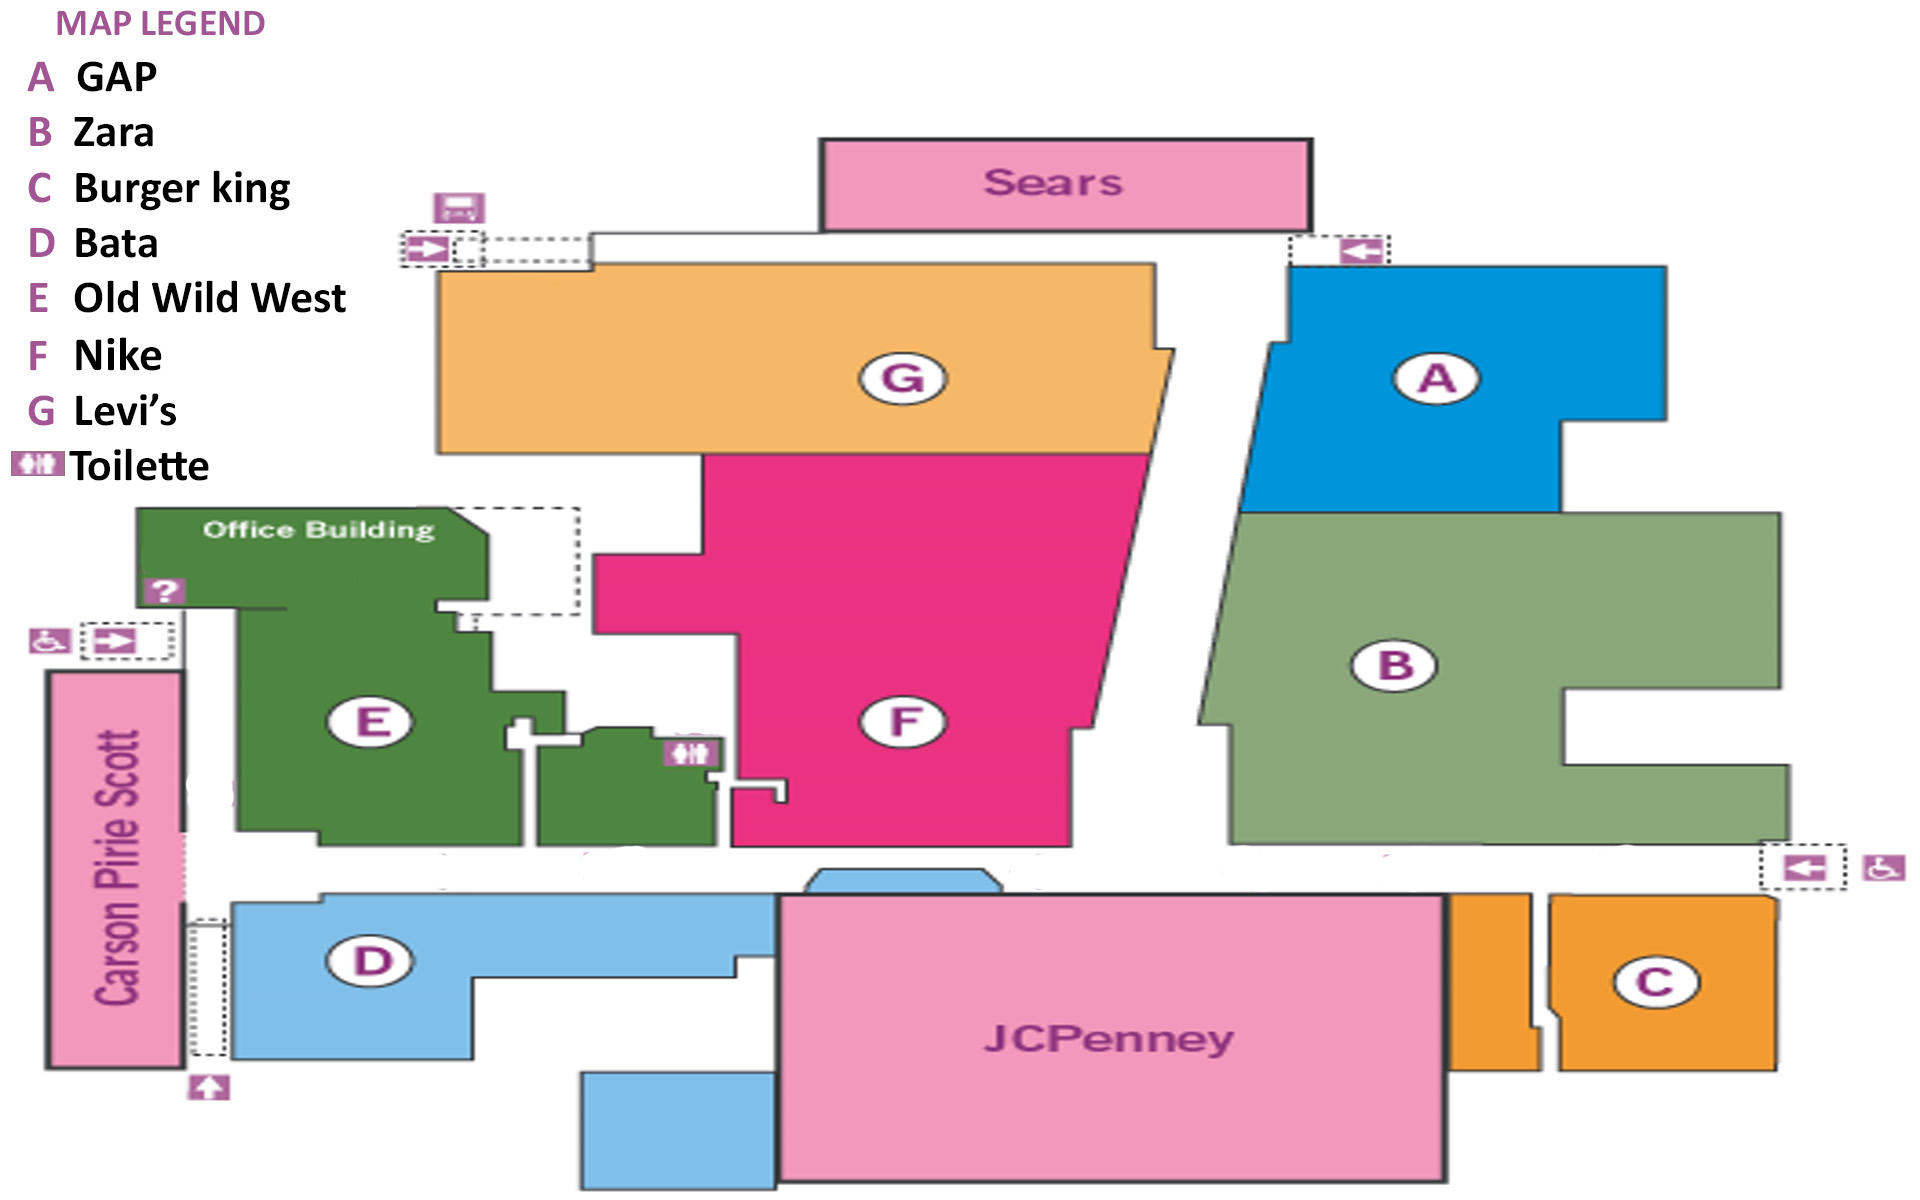 MAP LEGEND
A GAP
B Zara
C Burger king
D Bata
E Old Wild West
F Nike
G Levi’s
Toilette
Sears
G
A
Office Building
?
B
E
F
Carson Pirie Scott
D
C
JCPenney